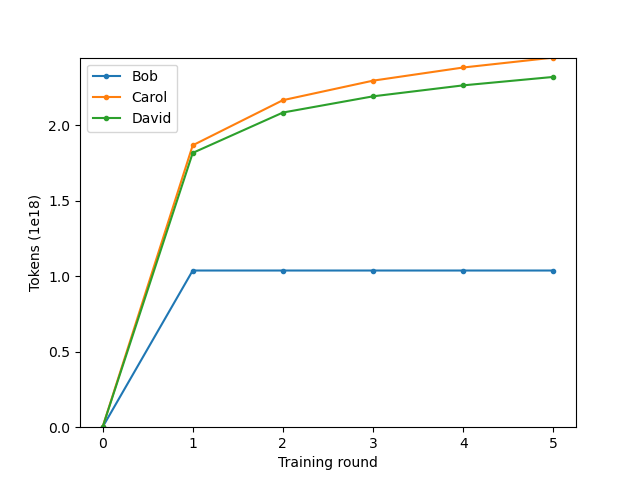 Bob
Carol
David
Tokens (1e18)
2.0
1.5
1.0
0.5
0.0
0 1 2 3 4 5
Training round